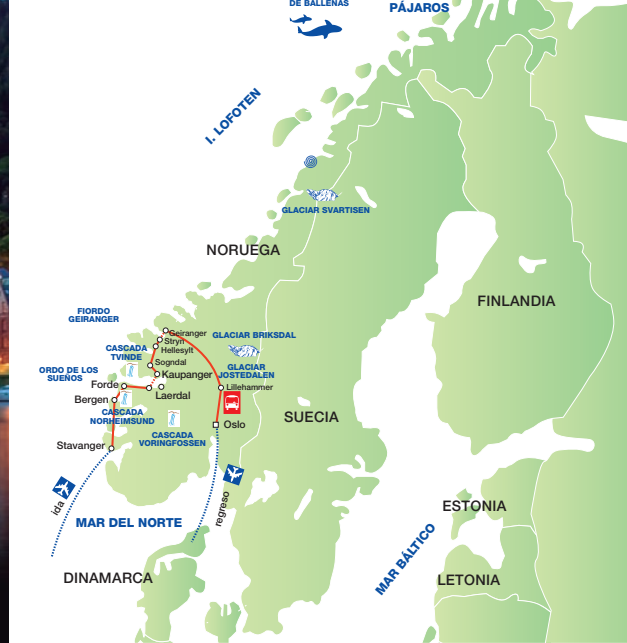 DE BALLENAS
PÁJAROS
I. LOFOTEN
GLACIAR SVARTISEN
NORUEGA
FINLANDIA
FIORDO
GEIRANGER
Geiranger
Stryn
Hellesylt
GLACIAR BRIKSDAL
CASCADA
TVINDE
Sogndal
GLACIAR
JOSTEDALEN
ORDO DE LOS
SUEÑOS
Kaupanger
Forde
Laerdal
Lillehammer
Bergen
CASCADA
NORHEIMSUND
SUECIA
Oslo
CASCADA
VORINGFOSSEN
Stavanger
ida
regreso
MAR DEL NORTE
ESTONIA
MAR BÁLTICO
DINAMARCA
LETONIA